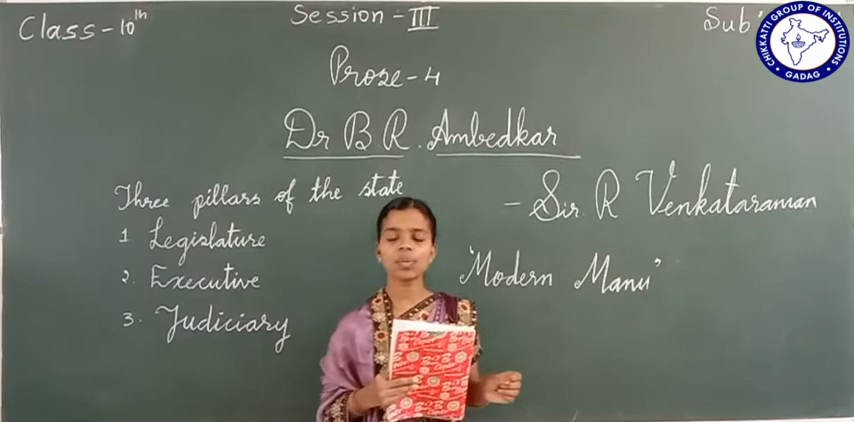 Class - 10th
Session - III
Sub
CHIKKATTI GROUP OF INSTITUTIONS
GADAG
Prose - 4
Dr B R. Ambedkar
- Sir. R Venkataraman
Three pillars of the state
1. Legislature
2. Executive
3. Judiciary
"Modern Manu"